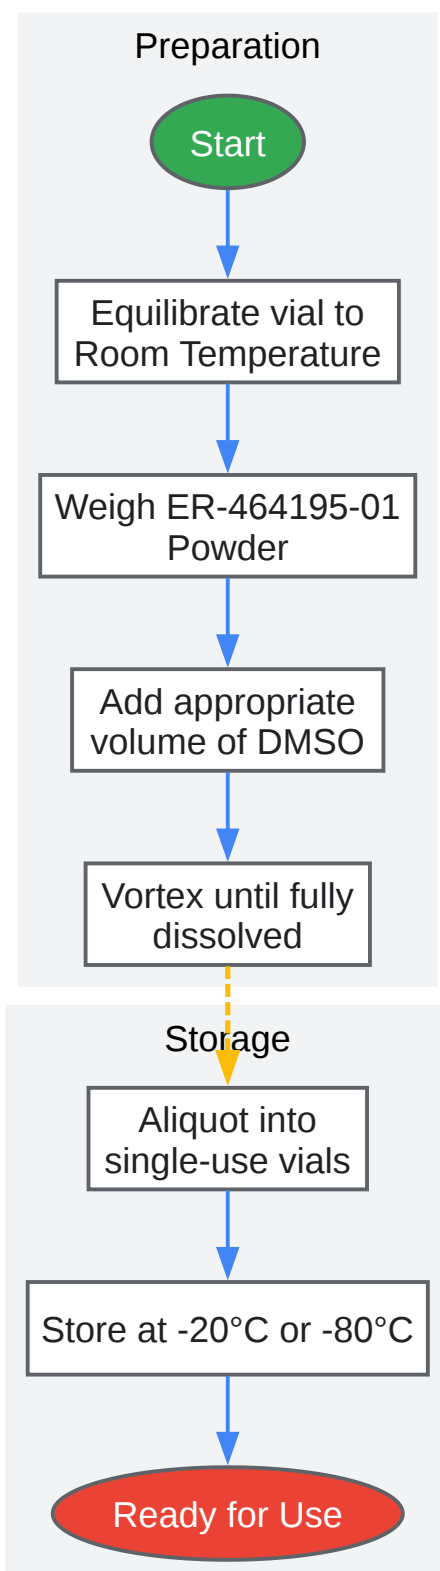 Preparation
Start
Equilibrate vial to
Room Temperature
Weigh ER-464195-01
Powder
Add appropriate
volume of DMSO
Vortex until fully
dissolved
Storage
Aliquot into
single-use vials
Store at -20°C or -80°C
Ready for Use